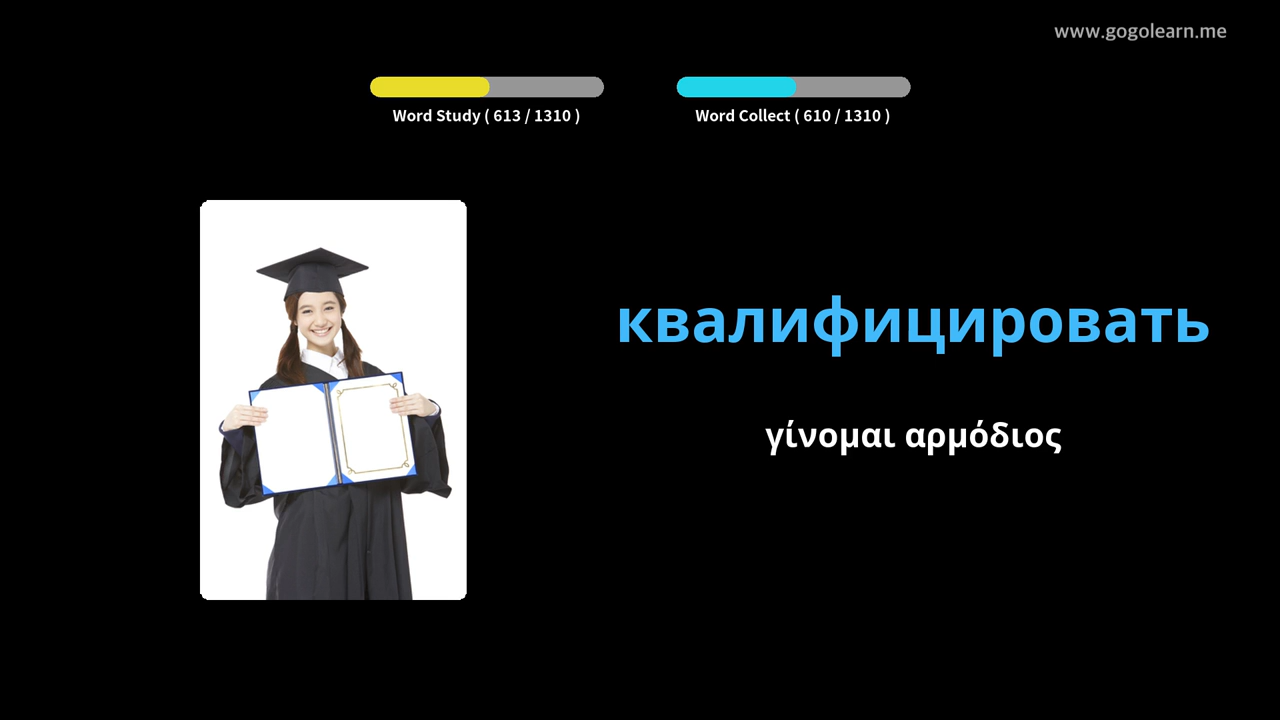 www.gogolearn.me
Word Study ( 613 / 1310 )
Word Collect ( 610 / 1310 )
квалифицировать
γίνομαι αρμόδιος